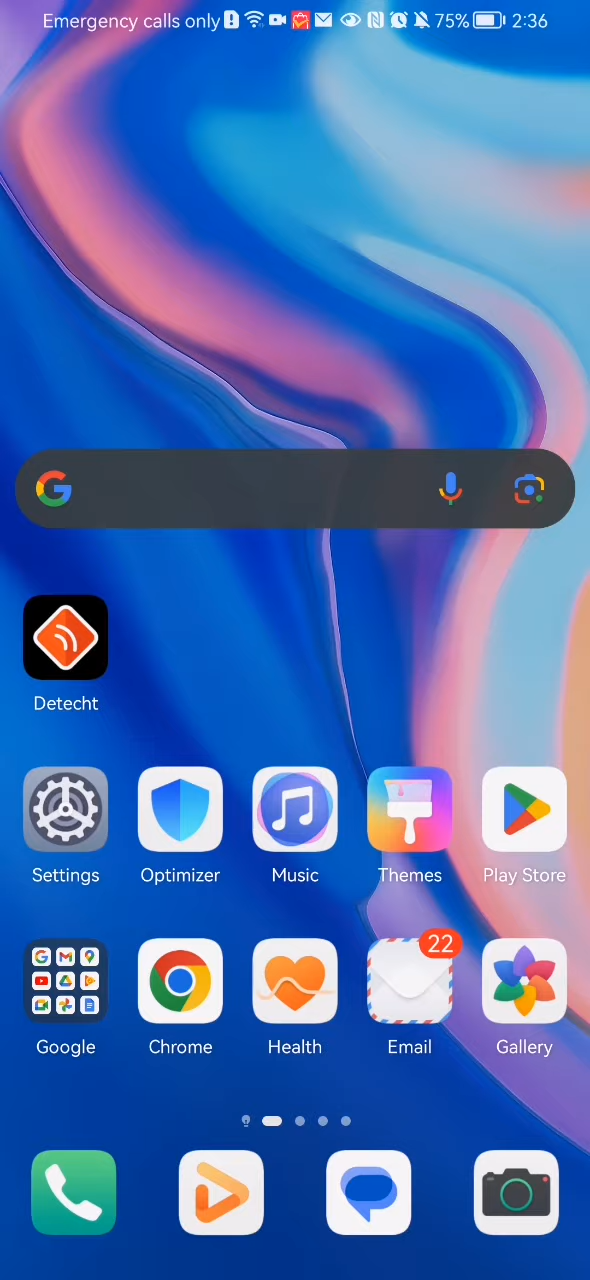 Emergency calls only 75% 2:36
Detecht
Settings Optimizer Music Themes Play Store
22
Google Chrome Health Email Gallery